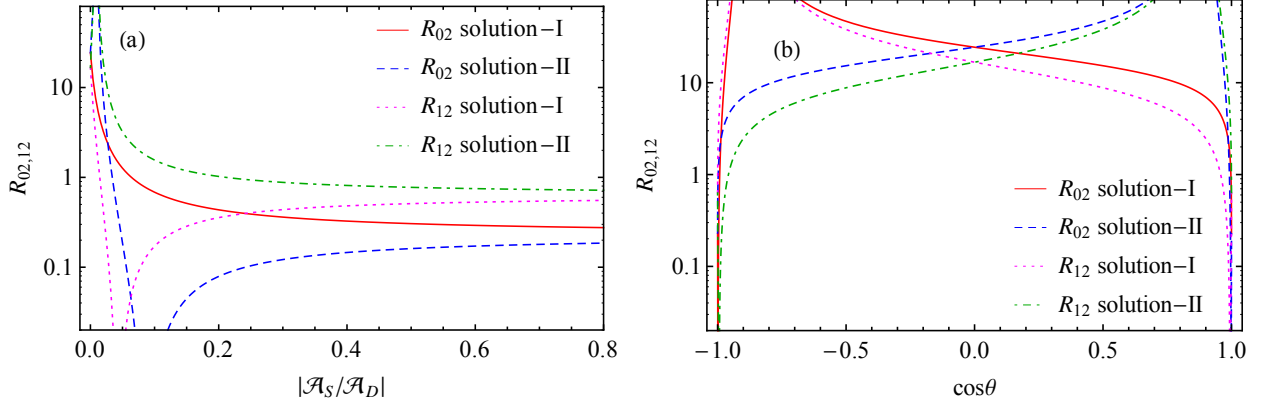 (a)
R02 solution−I
R02 solution−II
R12 solution−I
R12 solution−II
10
1
0.1
R02,12
0.0 0.2 0.4 0.6 0.8
|𝒜S/𝒜D|
(b)
R02 solution−I
R02 solution−II
R12 solution−I
R12 solution−II
10
1
0.1
R02,12
−1.0 −0.5 0.0 0.5 1.0
cosθ